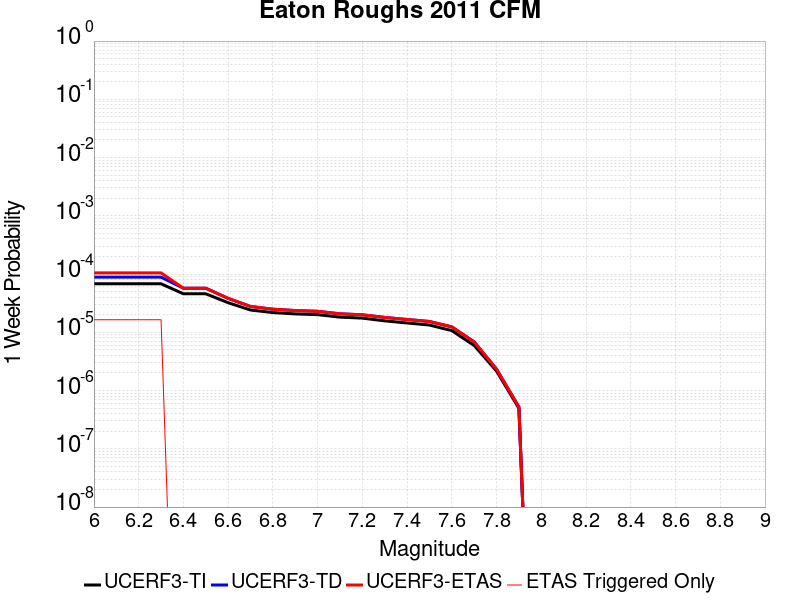 Eaton Roughs 2011 CFM
1 Week Probability
10^0
10^-1
10^-2
10^-3
10^-4
10^-5
10^-6
10^-7
10^-8
6 6.2 6.4 6.6 6.8 7 7.2 7.4 7.6 7.8 8 8.2 8.4 8.6 8.8 9
Magnitude
UCERF3-TI UCERF3-TD UCERF3-ETAS ETAS Triggered Only